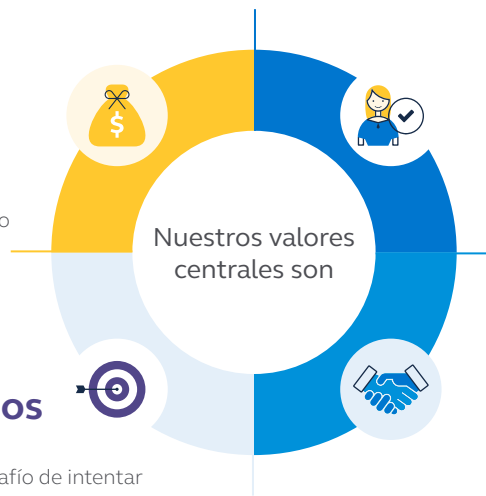 o
Nuestros valores
centrales son
$
os
afío de intentar